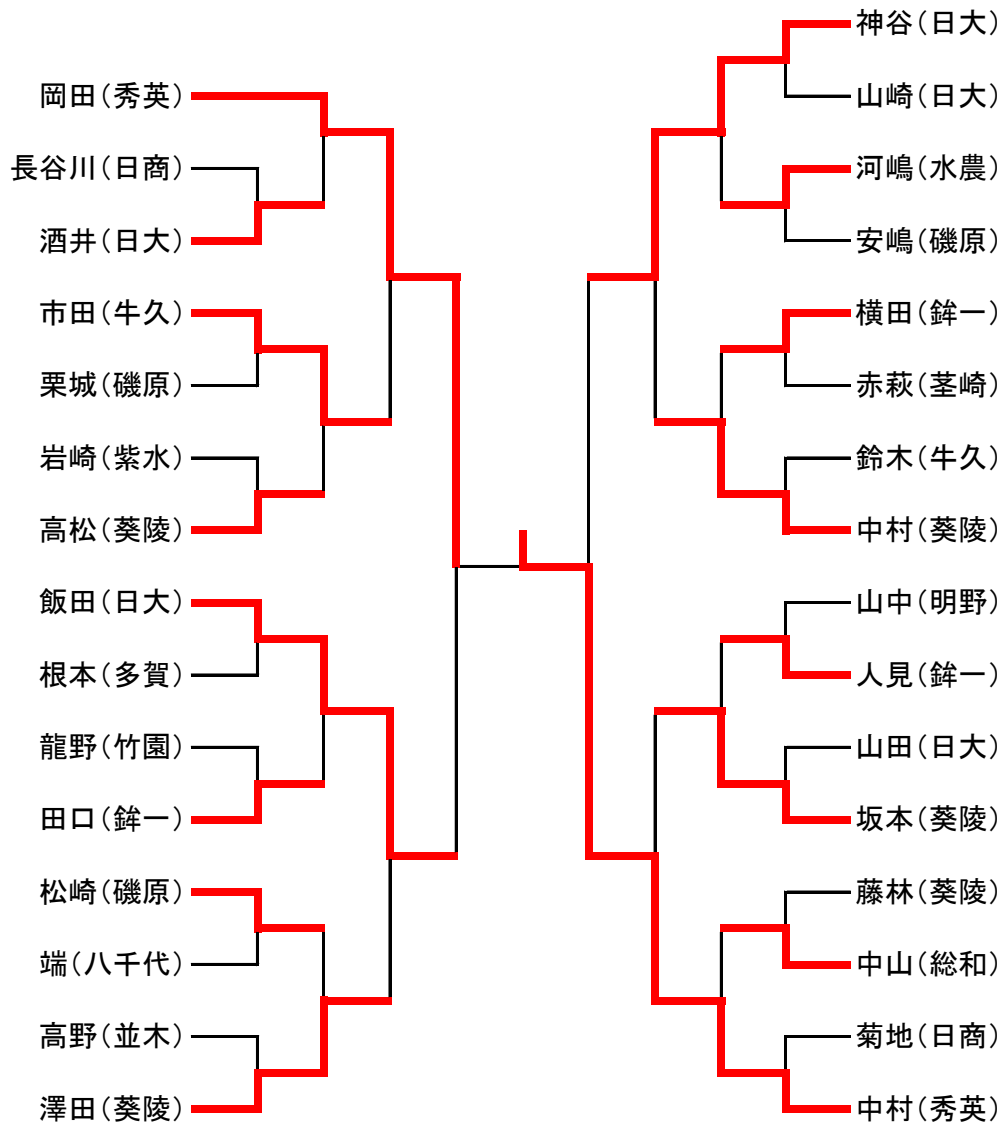 岡田(秀英)
長谷川(日商)
酒井(日大)
市田(牛久)
栗城(磯原)
岩崎(紫水)
高松(葵陵)
飯田(日大)
根本(多賀)
龍野(竹園)
田口(鉾一)
松崎(磯原)
端(八千代)
高野(並木)
澤田(葵陵)
神谷(日大)
山崎(日大)
河嶋(水農)
安嶋(磯原)
横田(鉾一)
赤萩(茎崎)
鈴木(牛久)
中村(葵陵)
山中(明野)
人見(鉾一)
山田(日大)
坂本(葵陵)
藤林(葵陵)
中山(総和)
菊地(日商)
中村(秀英)